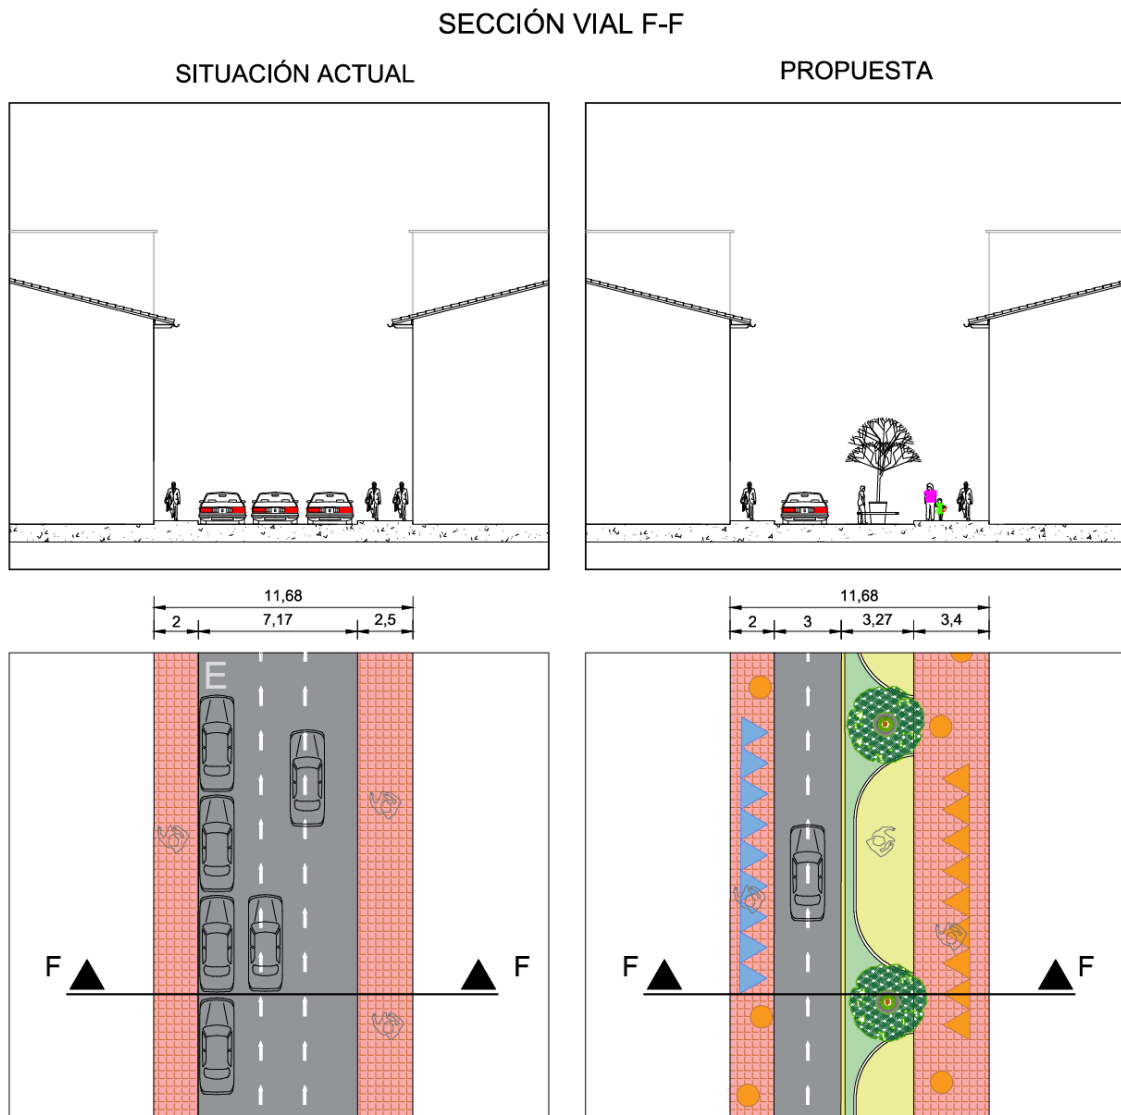 SECCIÓN VIAL F-F
SITUACIÓN ACTUAL
PROPUESTA
11,68
2 7,17 2,5
11,68
2 3 3,27 3,4
E
F F
F F